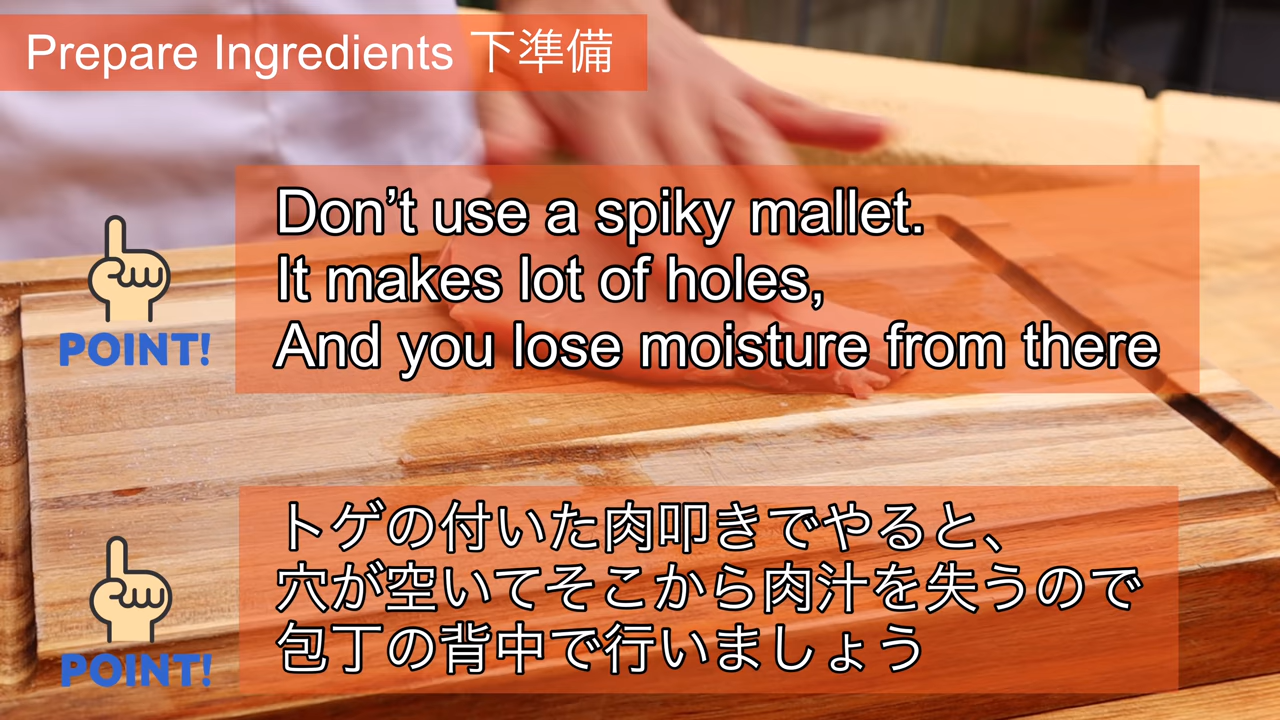 Prepare Ingredients 下準備
Don't use a spiky mallet.
It makes lot of holes,
And you lose moisture from there
POINT!
トゲの付いた肉叩きでやると、
穴が空いてそこから肉汁を失うので
包丁の背中で行いましょう
POINT!